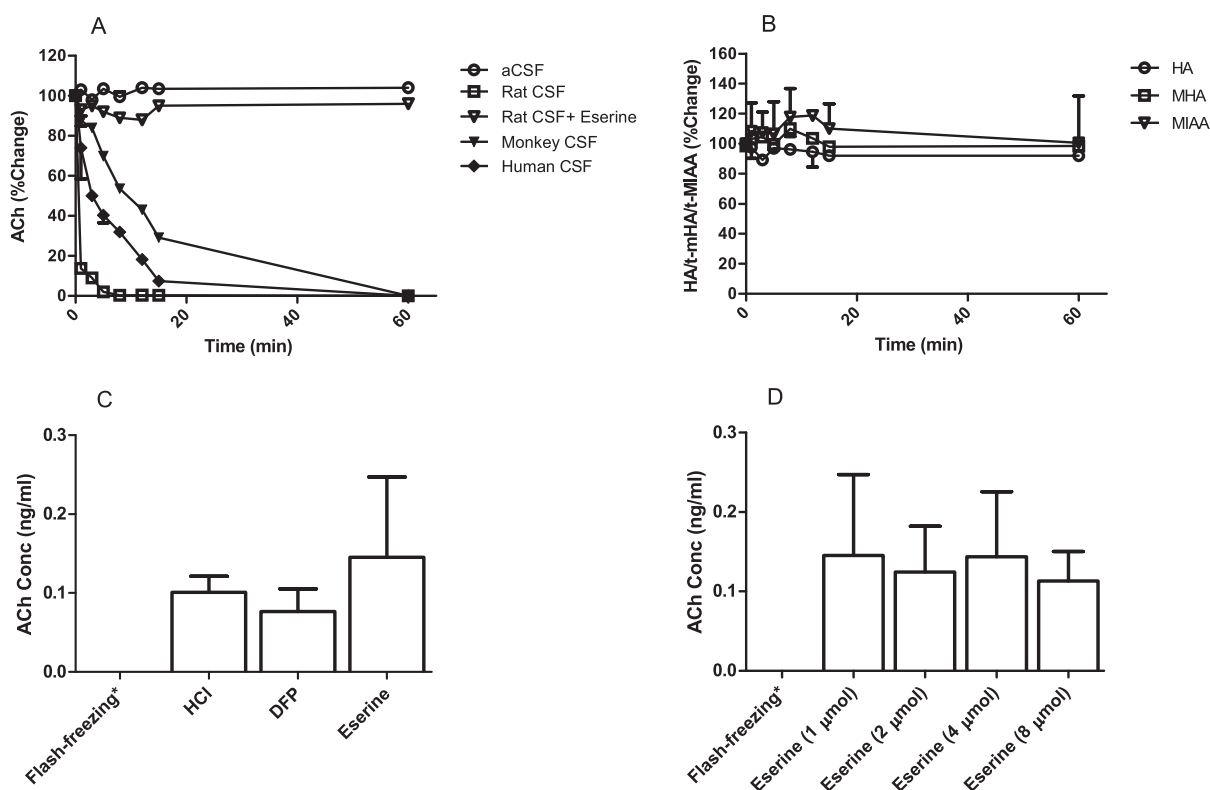 A
ACh (%Change)
120
100
80
60
40
20
0
0
20
40
60
Time (min)
aCSF
Rat CSF
Rat CSF+ Eserine
Monkey CSF
Human CSF
B
HA/t-mHA/t-MIAA (%Change)
160
140
120
100
80
60
40
20
0
0
20
40
60
Time (min)
HA
MHA
MIAA
C
ACh Conc (ng/ml)
0.3
0.2
0.1
0.0
Flash-freezing*
HCl
DFP
Eserine
D
ACh Conc (ng/ml)
0.3
0.2
0.1
0.0
Flash-freezing*
Eserine (1 µmol)
Eserine (2 µmol)
Eserine (4 µmol)
Eserine (8 µmol)